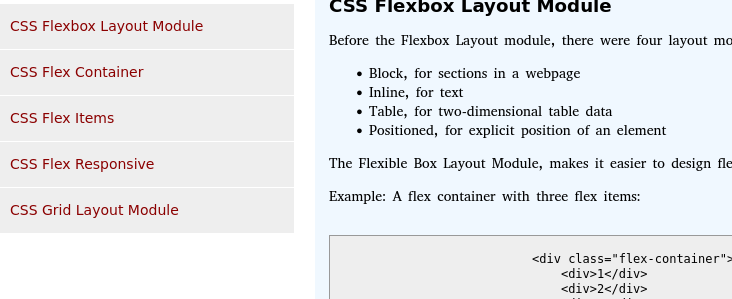 CSS Flexbox Layout Module
CSS Flex Container
CSS Flex Items
CSS Flex Responsive
CSS Grid Layout Module
CSS Flexbox Layout Module
Before the Flexbox Layout module, there were four layout
Block, for sections in a webpage
Inline, for text
Table, for two-dimensional table data
Positioned, for explicit position of an element
The Flexible Box Layout Module, makes it easier to design
Example: A flex container with three flex items:
<div class="flex-container">
<div>1</div>
<div>2</div>